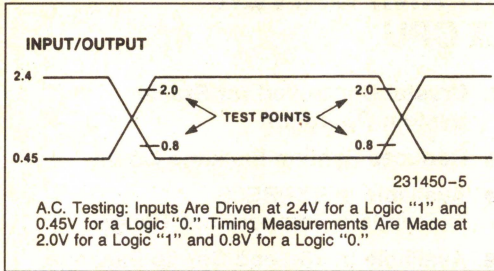 INPUT/OUTPUT
2.4
2.0
2.0
TEST POINTS
0.8
0.8
0.45
231450-5
A.C. Testing: Inputs Are Driven at 2.4V for a Logic “1” and
0.45V for a Logic “0.” Timing Measurements Are Made at
2.0V for a Logic “1” and 0.8V for a Logic “0.”